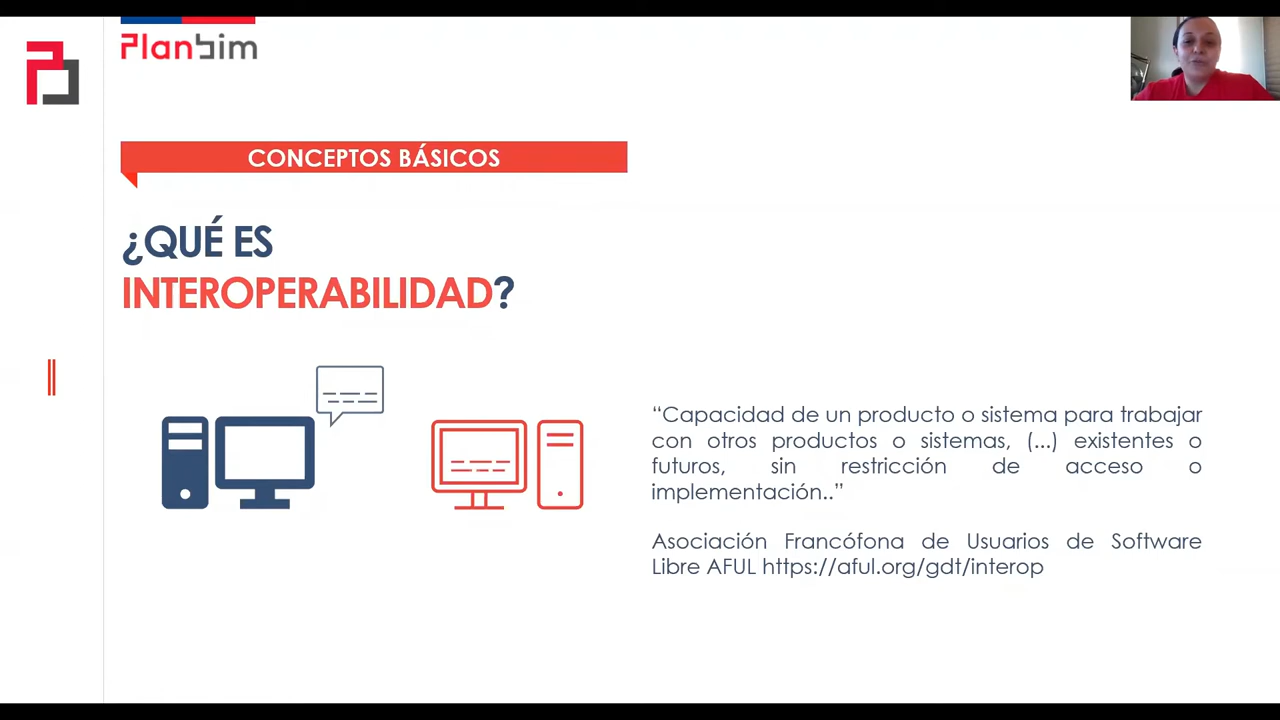 PlanBim
CONCEPTOS BÁSICOS
¿QUÉ ES
INTEROPERABILIDAD?
“Capacidad de un producto o sistema para trabajar
con otros productos o sistemas, (...) existentes o
futuros, sin restricción de acceso o
implementación..”
Asociación Francófona de Usuarios de Software
Libre AFUL https://aful.org/gdt/interop